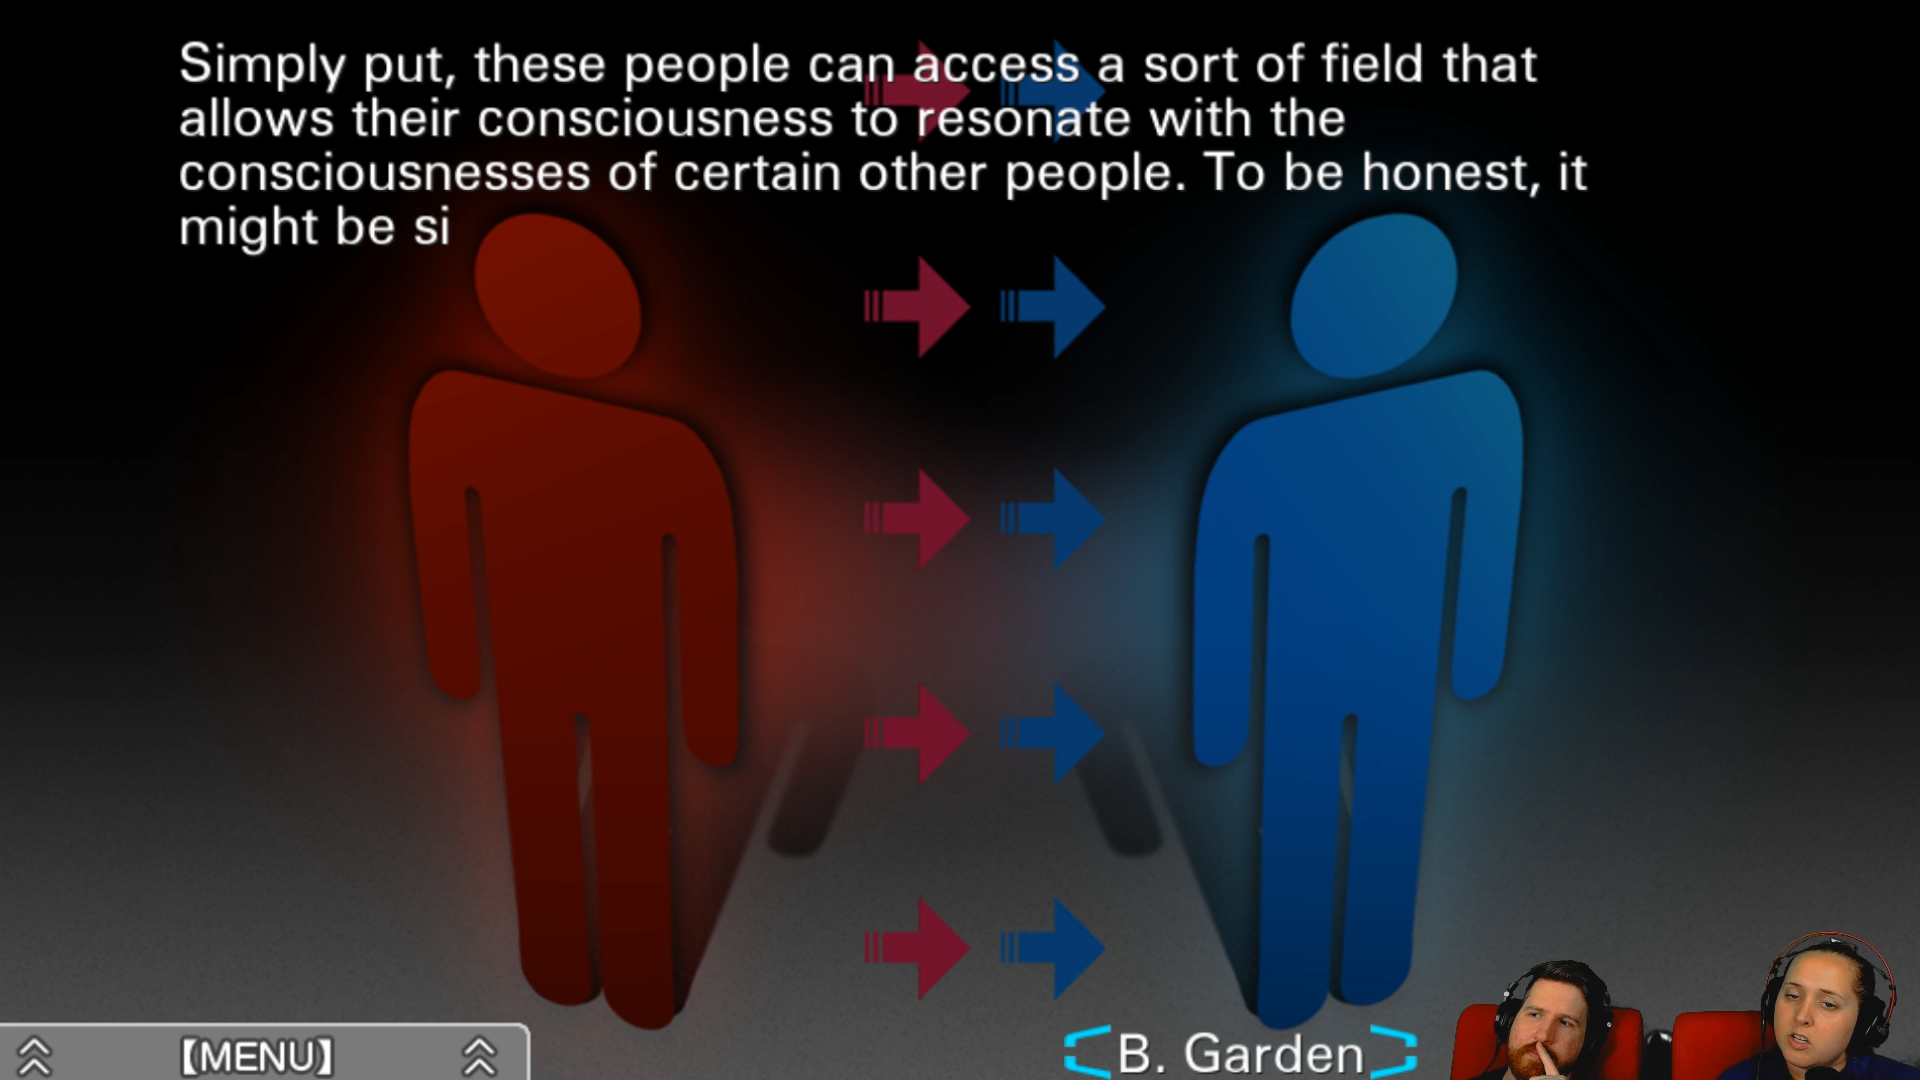 Simply put, these people can access a sort of field that
allows their consciousness to resonate with the
consciousnesses of certain other people. To be honest, it
might be si
【MENU】
B. Garden